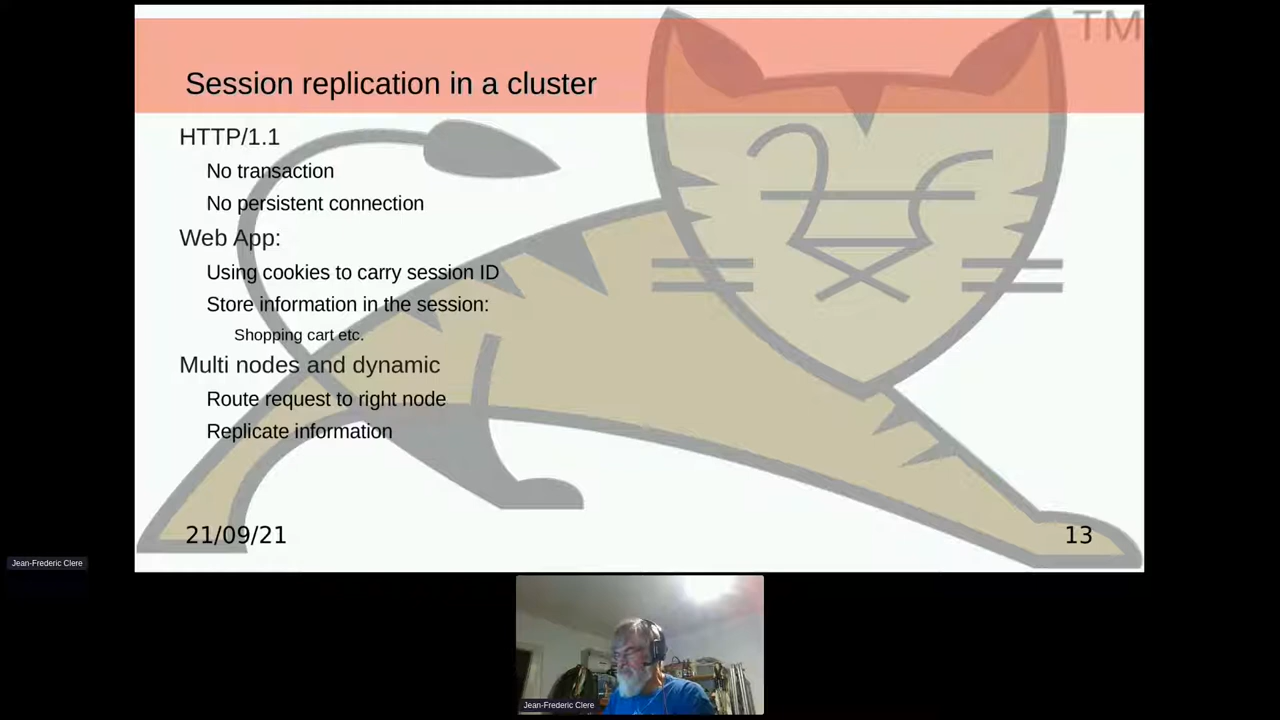 TM
Session replication in a cluster
HTTP/1.1
No transaction
No persistent connection
Web App:
Using cookies to carry session ID
Store information in the session:
Shopping cart etc.
Multi nodes and dynamic
Route request to right node
Replicate information
21/09/21
13
Jean-Frederic Clere
Jean-Frederic Clere